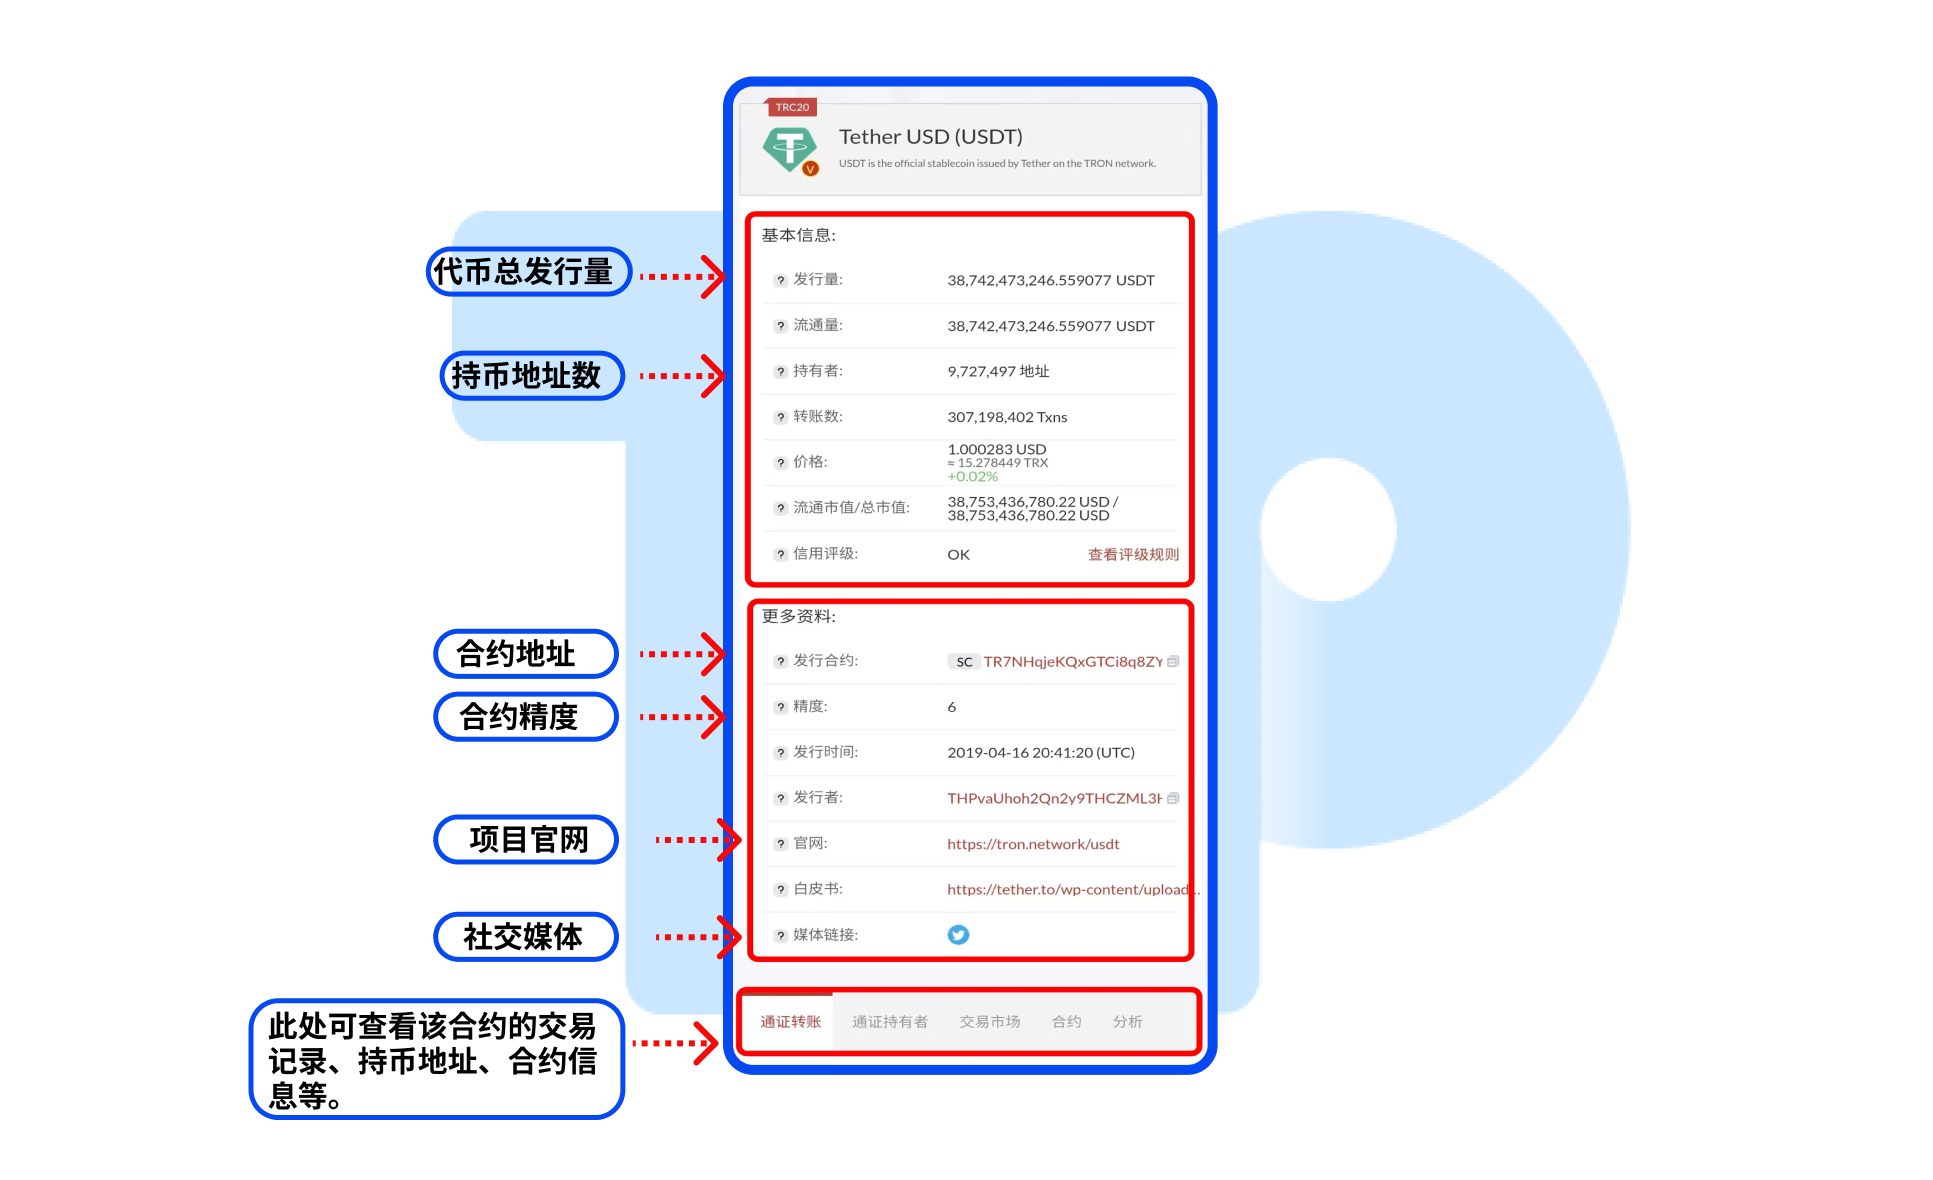 TRC20
Tether USD (USDT)
USDT is the official stablecoin issued by Tether on the TRON network.
基本信息:
代币总发行量
? 发行量: 38,742,473,246.559077 USDT
? 流通量: 38,742,473,246.559077 USDT
持币地址数
? 持有者: 9,727,497 地址
? 转账数: 307,198,402 Txns
? 价格: 1.000283 USD
≈ 15.278449 TRX
+0.02%
? 流通市值/总市值: 38,753,436,780.22 USD /
38,753,436,780.22 USD
? 信用评级: OK 查看评级规则
更多资料:
合约地址
? 发行合约: SC TR7NHqjeKQxGTCi8q8ZY
合约精度
? 精度: 6
? 发行时间: 2019-04-16 20:41:20 (UTC)
? 发行者: THPvaUhoh2Qn2y9THCZML3H
项目官网
? 官网: https://tron.network/usdt
? 白皮书: https://tether.to/wp-content/upload...
社交媒体
? 媒体链接:
此处可查看该合约的交易
记录、持币地址、合约信
息等。
通证转账 通证持有者 交易市场 合约 分析